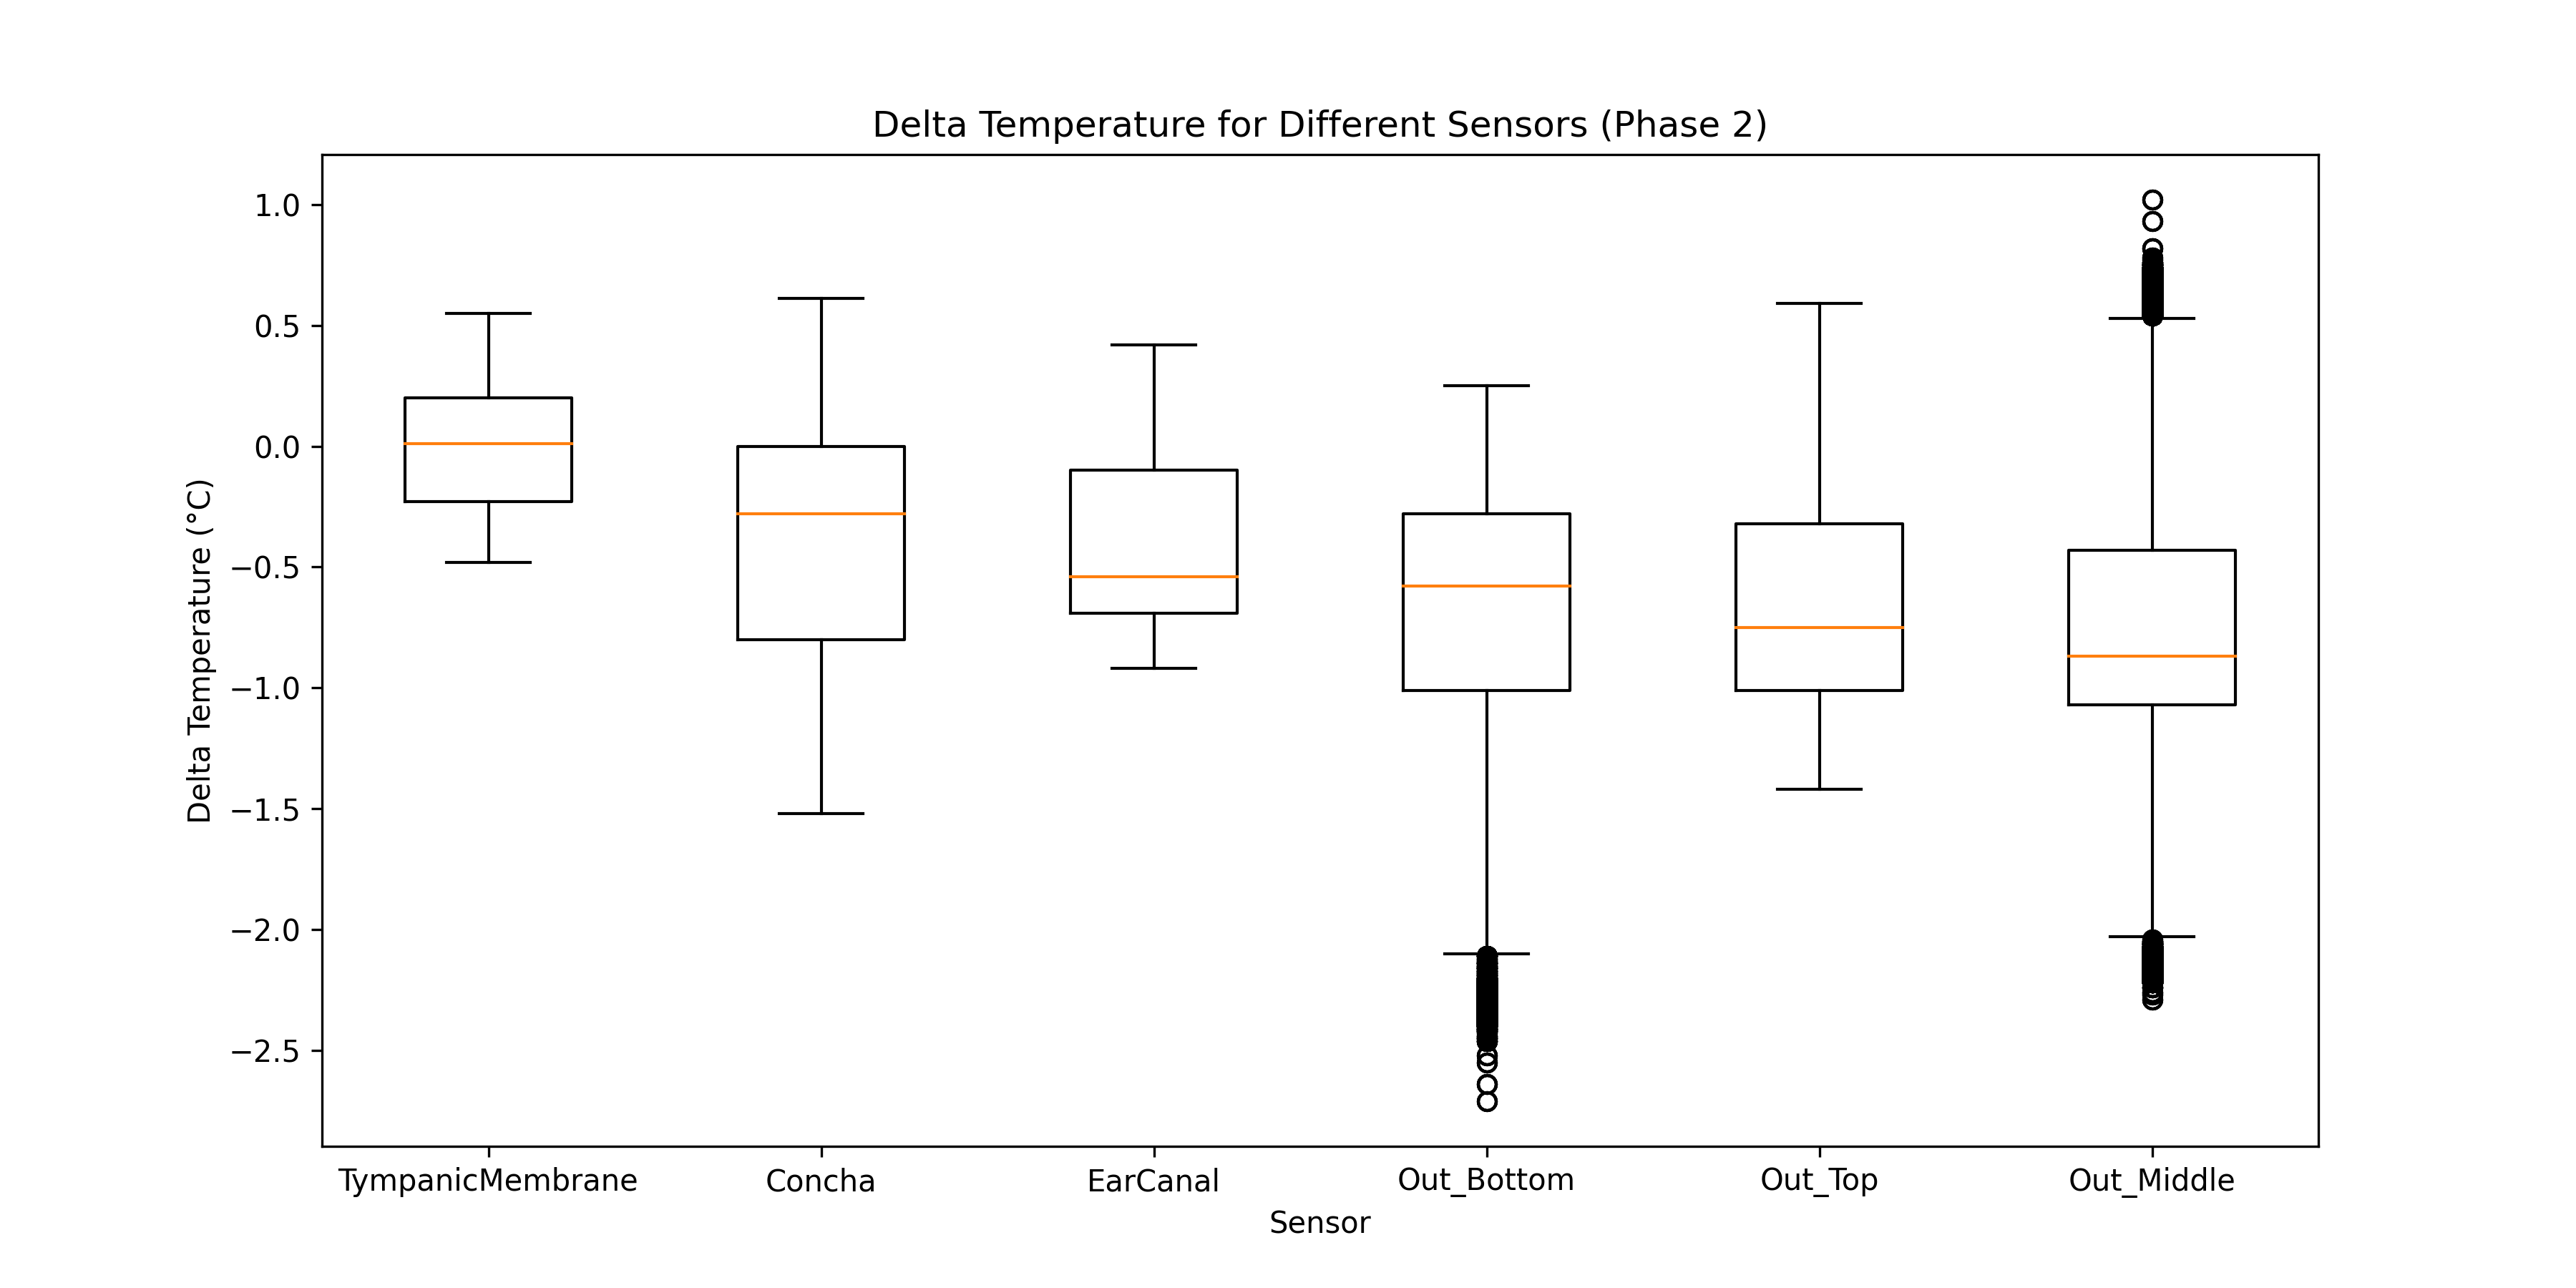 Delta Temperature for Different Sensors (Phase 2)
Delta Temperature (°C)
1.0
0.5
0.0
−0.5
−1.0
−1.5
−2.0
−2.5
TympanicMembrane Concha EarCanal Out_Bottom Out_Top Out_Middle
Sensor